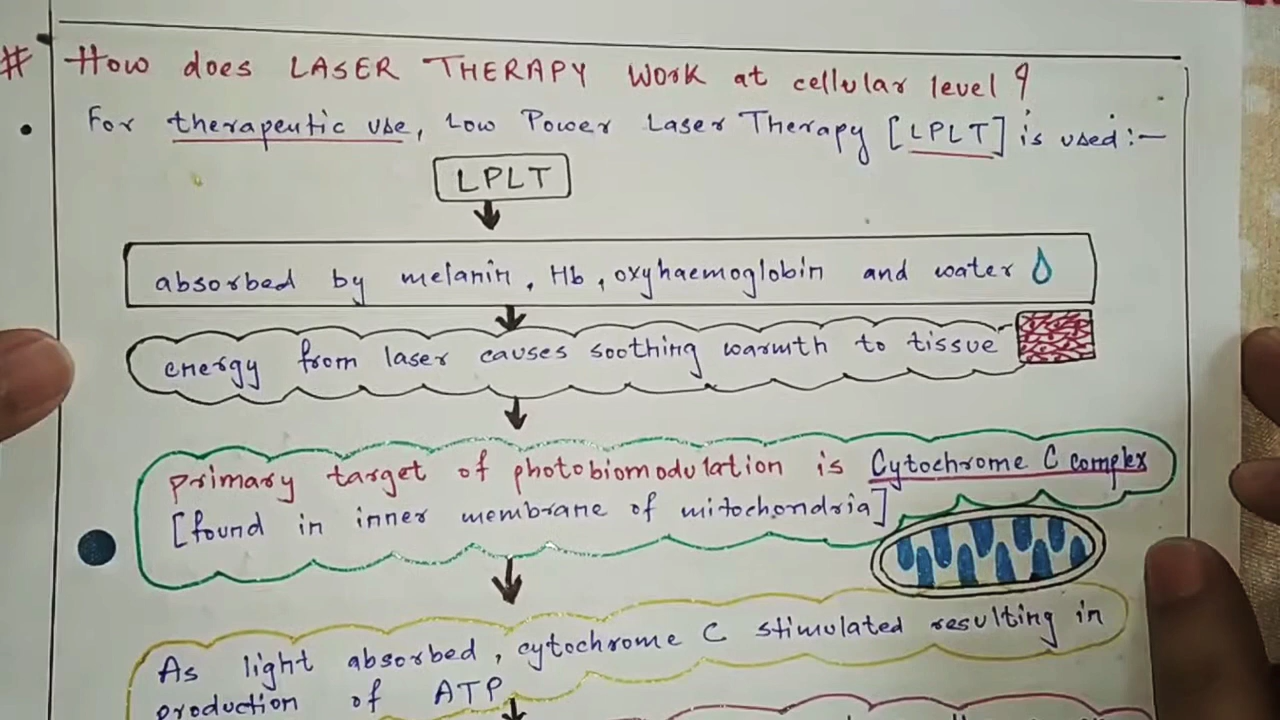 # How does LASER THERAPY WORK at cellular level ?
• For therapeutic use, Low Power Laser Therapy [LPLT] is used :-
LPLT
absorbed by melanin, Hb, oxyhaemoglobin and water
energy from laser causes soothing warmth to tissue
Primary target of photobiomodulation is Cytochrome C complex
[found in inner membrane of mitochondria]
As light absorbed, cytochrome C stimulated resulting in
production of ATP